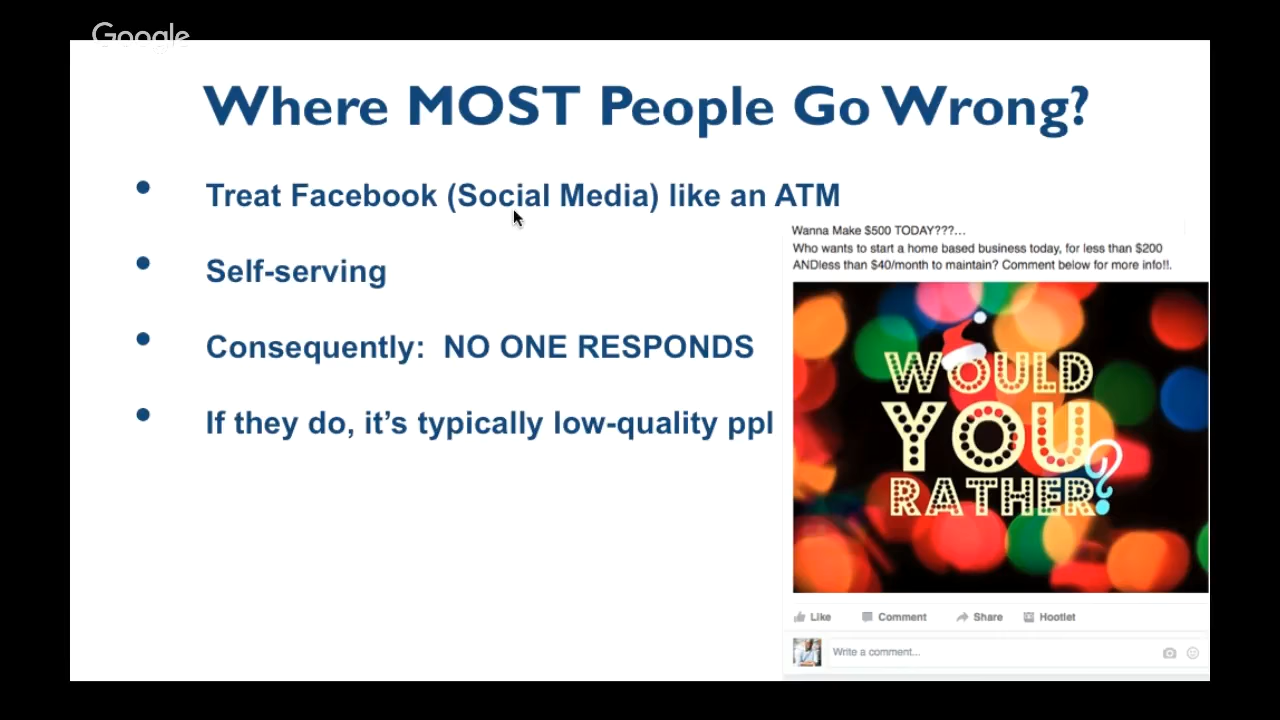 Google
Where MOST People Go Wrong?
• Treat Facebook (Social Media) like an ATM
• Self-serving
• Consequently: NO ONE RESPONDS
• If they do, it's typically low-quality ppl
Wanna Make $500 TODAY???...
Who wants to start a home based business today, for less than $200
ANDless than $40/month to maintain? Comment below for more info!!.
WOULD
YOU
RATHER?
Like Comment Share Hootlet
Write a comment...